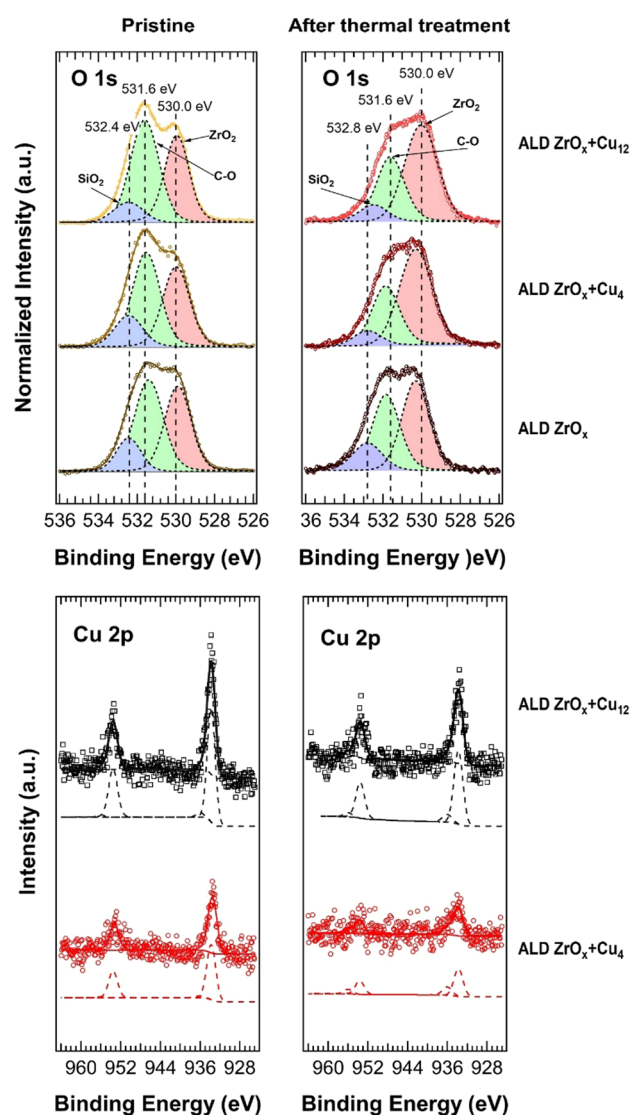 Pristine
After thermal treatment
O 1s
531.6 eV
530.0 eV
532.4 eV
ZrO₂
SiO₂
C-O
O 1s
530.0 eV
531.6 eV
532.8 eV
ZrO₂
C-O
SiO₂
ALD ZrOₓ+Cu₁₂
ALD ZrOₓ+Cu₄
ALD ZrOₓ
Normalized Intensity (a.u.)
536 534 532 530 528 526
36 534 532 530 528 526
Binding Energy (eV)
Binding Energy )eV)
Cu 2p
Cu 2p
ALD ZrOₓ+Cu₁₂
ALD ZrOₓ+Cu₄
Intensity (a.u.)
960 952 944 936 928
960 952 944 936 928
Binding Energy (eV)
Binding Energy (eV)